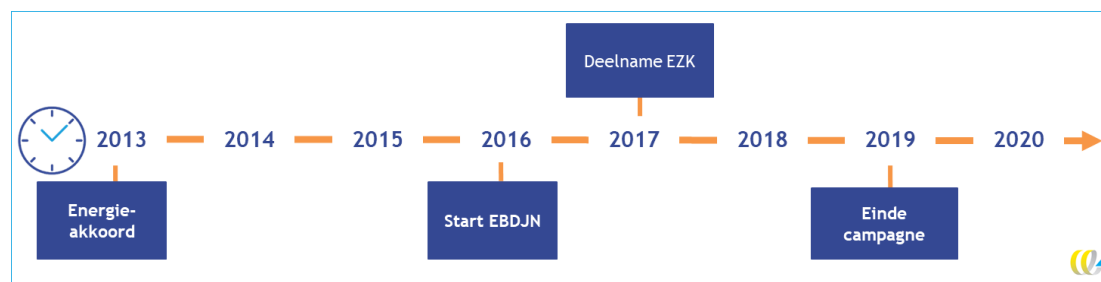 Deelname EZK
2013 2014 2015 2016 2017 2018 2019 2020
Energie-
akkoord
Start EBDJN
Einde
campagne